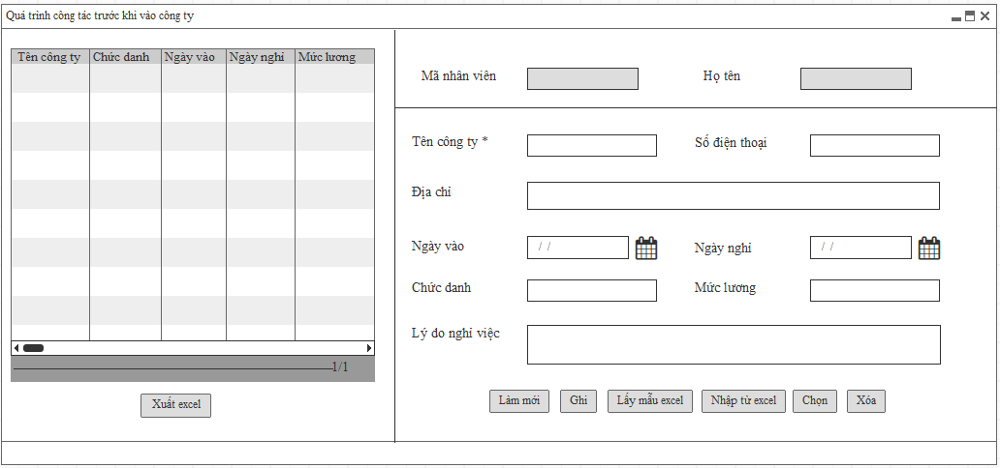 Quá trình công tác trước khi vào công ty
Tên công ty Chức danh Ngày vào Ngày nghỉ Mức lương
1/1
Xuất excel
Mã nhân viên Họ tên
Tên công ty * Số điện thoại
Địa chỉ
Ngày vào / / Ngày nghỉ / /
Chức danh Mức lương
Lý do nghỉ việc
Làm mới Ghi Lấy mẫu excel Nhập từ excel Chọn Xóa